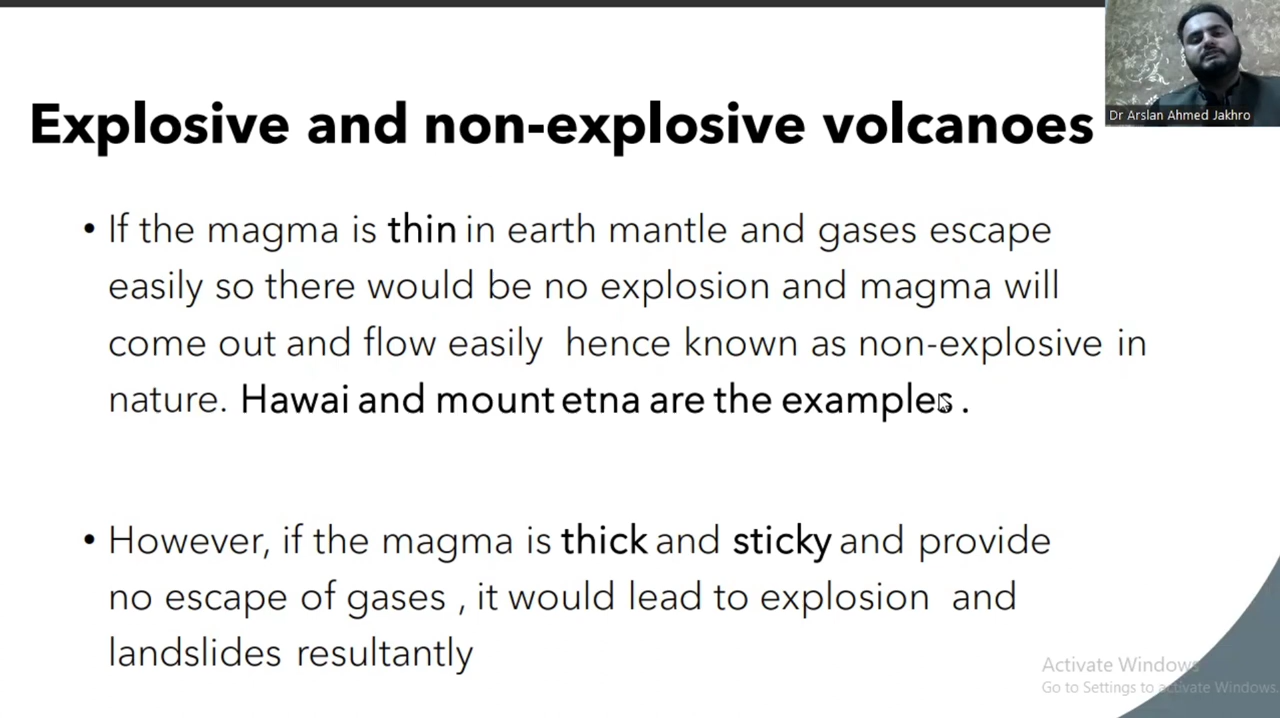 Dr Arslan Ahmed Jakhro
Explosive and non-explosive volcanoes
• If the magma is thin in earth mantle and gases escape
easily so there would be no explosion and magma will
come out and flow easily hence known as non-explosive in
nature. Hawai and mount etna are the examples .
• However, if the magma is thick and sticky and provide
no escape of gases , it would lead to explosion and
landslides resultantly
Activate Windows
Go to Settings to activate Windows.